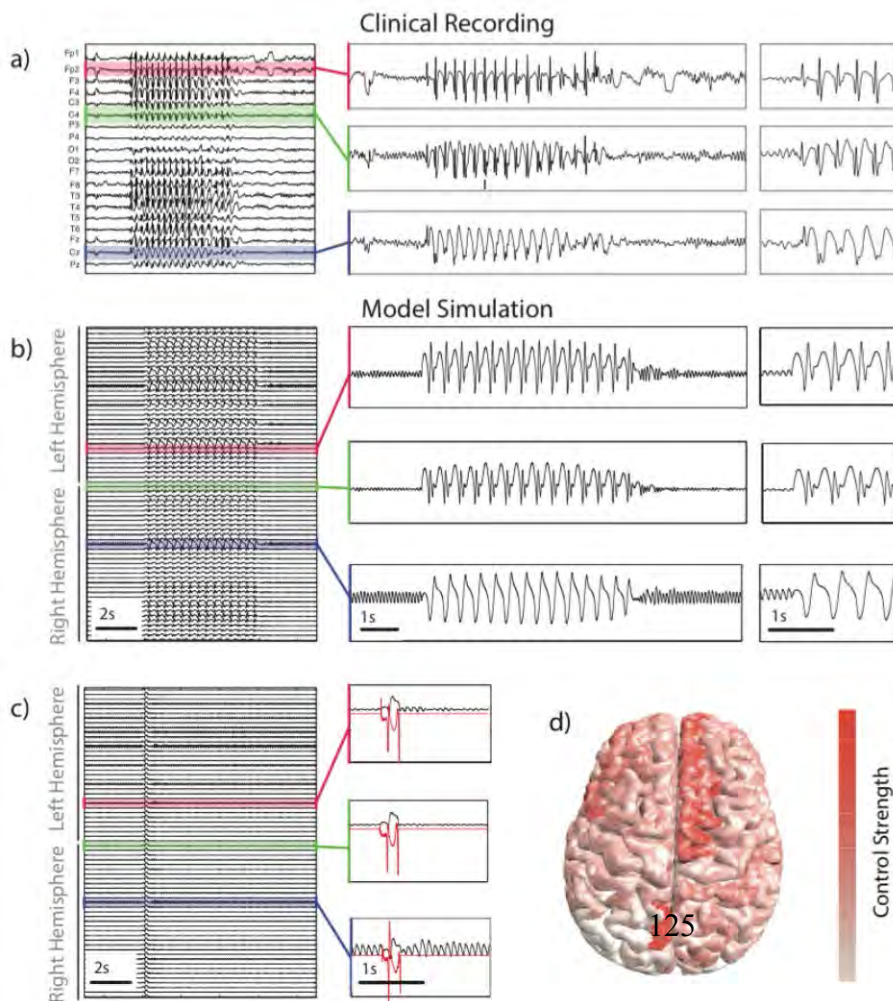 Clinical Recording
a)
Fp1
Fp2
F3
F4
C3
C4
P3
P4
O1
O2
F7
F8
T3
T4
T5
T6
Fz
Cz
Pz
Model Simulation
b)
Left Hemisphere
Right Hemisphere
2s
1s
1s
c)
Left Hemisphere
Right Hemisphere
2s
1s
d)
125
Control Strength